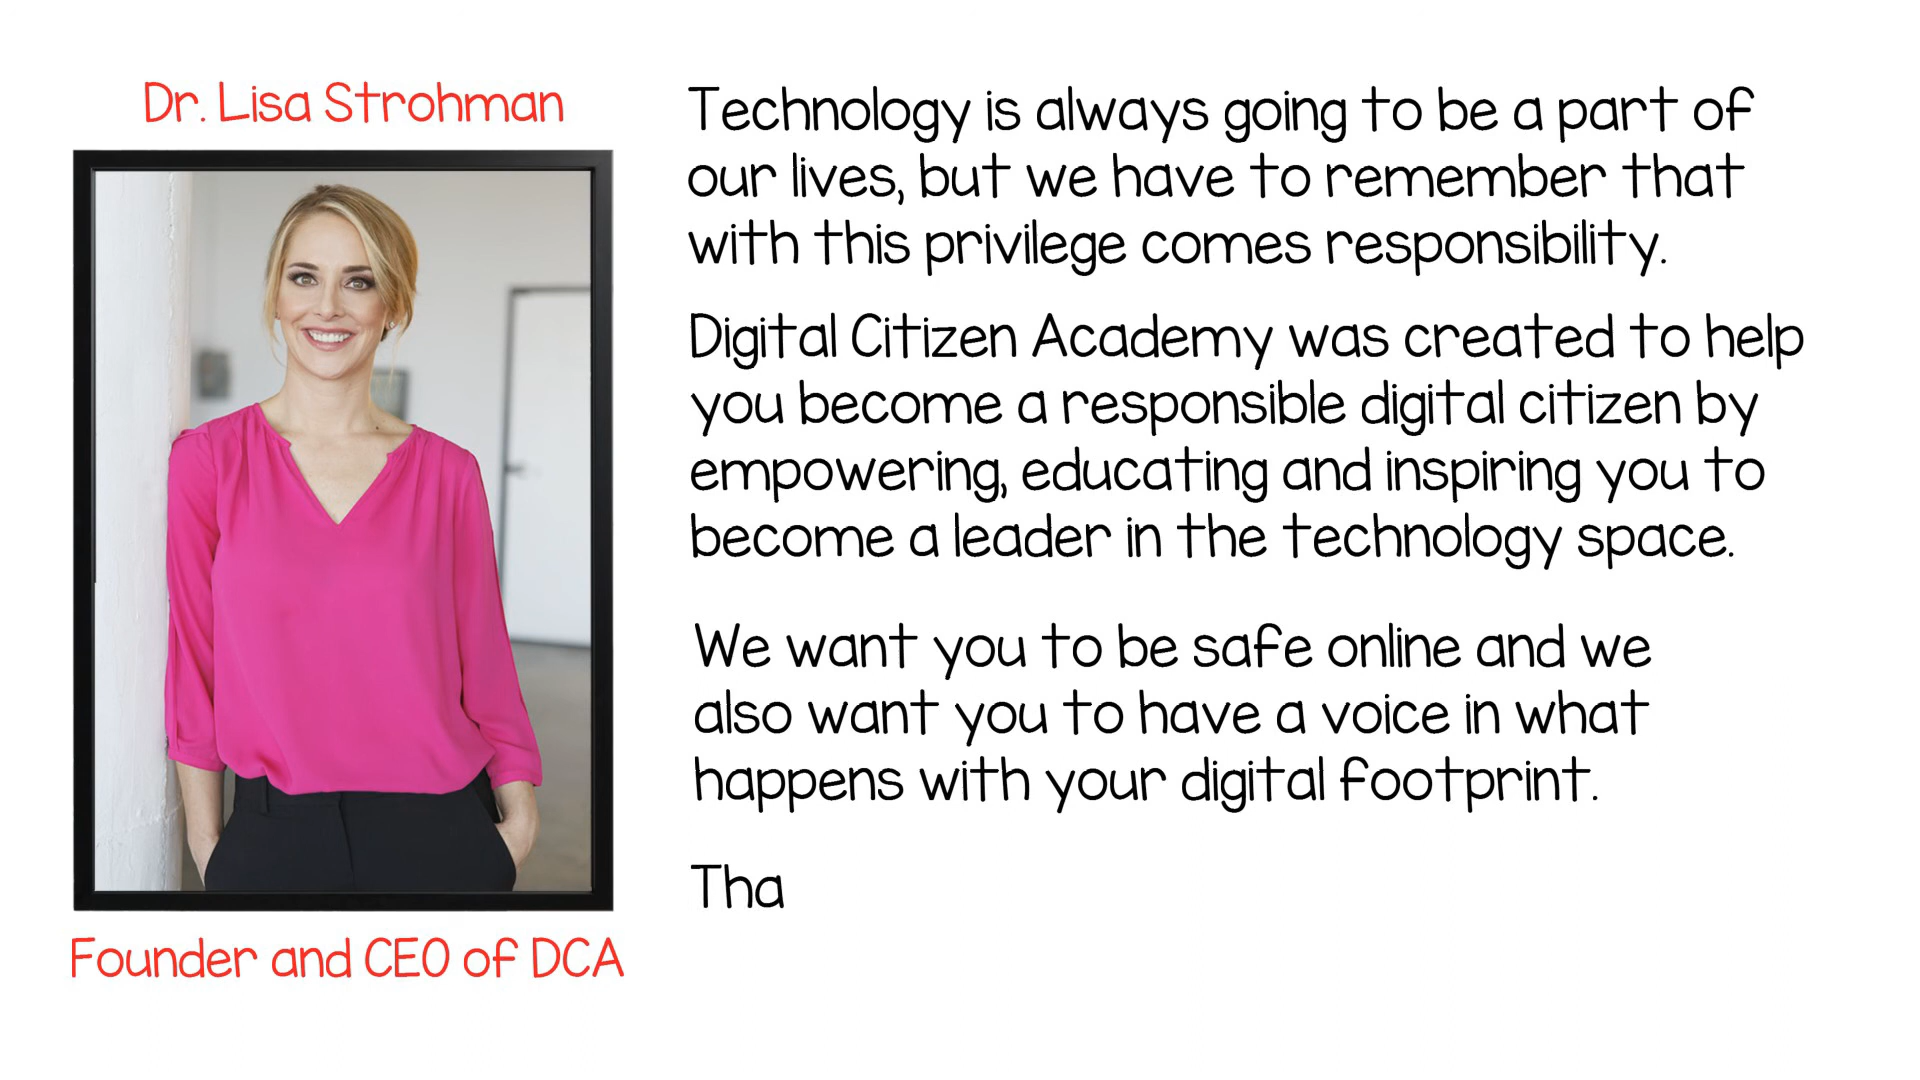 Dr. Lisa Strohman
Technology is always going to be a part of
our lives, but we have to remember that
with this privilege comes responsibility.
Digital Citizen Academy was created to help
you become a responsible digital citizen by
empowering, educating and inspiring you to
become a leader in the technology space.
We want you to be safe online and we
also want you to have a voice in what
happens with your digital footprint.
Tha
Founder and CEO of DCA